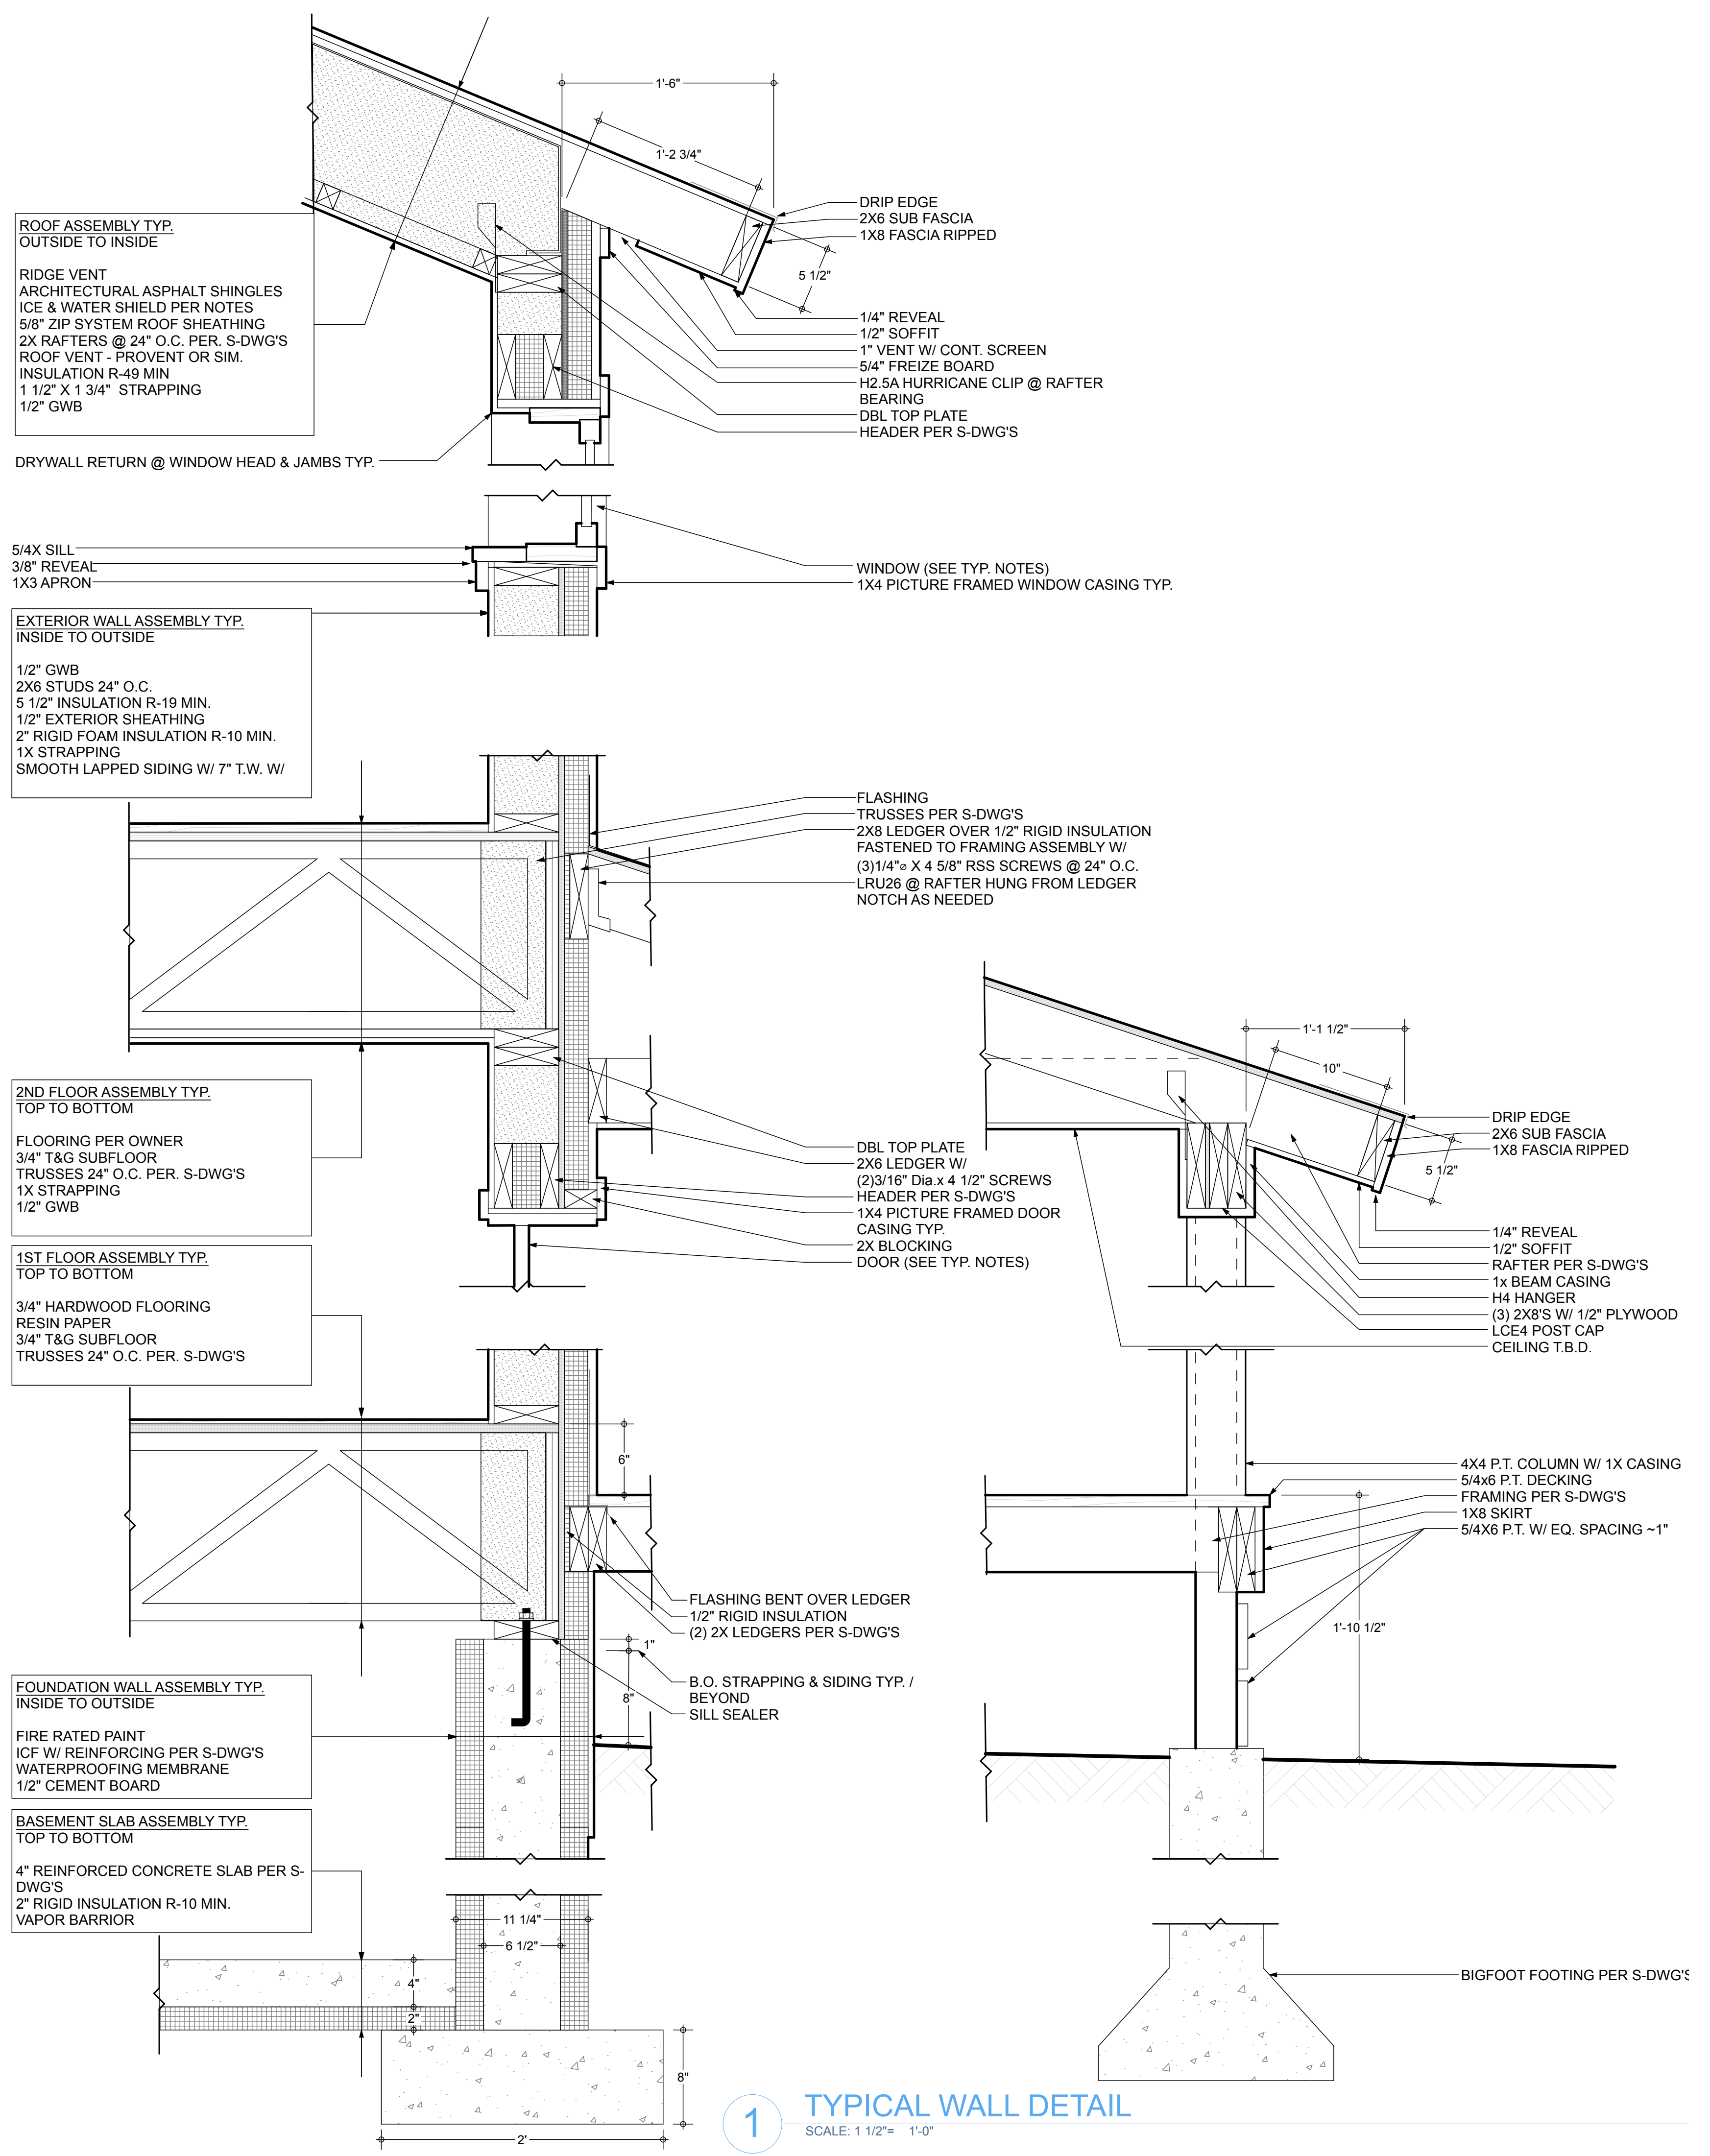 1'-6"
1'-2 3/4"
DRIP EDGE
2X6 SUB FASCIA
1X8 FASCIA RIPPED
5 1/2"
ROOF ASSEMBLY TYP.
OUTSIDE TO INSIDE
RIDGE VENT
ARCHITECTURAL ASPHALT SHINGLES
ICE & WATER SHIELD PER NOTES
5/8" ZIP SYSTEM ROOF SHEATHING
2X RAFTERS @ 24" O.C. PER. S-DWG'S
ROOF VENT - PROVENT OR SIM.
INSULATION R-49 MIN
1 1/2" X 1 3/4" STRAPPING
1/2" GWB
1/4" REVEAL
1/2" SOFFIT
1" VENT W/ CONT. SCREEN
5/4" FREIZE BOARD
H2.5A HURRICANE CLIP @ RAFTER
BEARING
DBL TOP PLATE
HEADER PER S-DWG'S
DRYWALL RETURN @ WINDOW HEAD & JAMBS TYP.
5/4X SILL
3/8" REVEAL
1X3 APRON
WINDOW (SEE TYP. NOTES)
1X4 PICTURE FRAMED WINDOW CASING TYP.
EXTERIOR WALL ASSEMBLY TYP.
INSIDE TO OUTSIDE
1/2" GWB
2X6 STUDS 24" O.C.
5 1/2" INSULATION R-19 MIN.
1/2" EXTERIOR SHEATHING
2" RIGID FOAM INSULATION R-10 MIN.
1X STRAPPING
SMOOTH LAPPED SIDING W/ 7" T.W. W/
FLASHING
TRUSSES PER S-DWG'S
2X8 LEDGER OVER 1/2" RIGID INSULATION
FASTENED TO FRAMING ASSEMBLY W/
(3)1/4"⌀ X 4 5/8" RSS SCREWS @ 24" O.C.
LRU26 @ RAFTER HUNG FROM LEDGER
NOTCH AS NEEDED
2ND FLOOR ASSEMBLY TYP.
TOP TO BOTTOM
FLOORING PER OWNER
3/4" T&G SUBFLOOR
TRUSSES 24" O.C. PER. S-DWG'S
1X STRAPPING
1/2" GWB
DBL TOP PLATE
2X6 LEDGER W/
(2)3/16" Dia.x 4 1/2" SCREWS
HEADER PER S-DWG'S
1X4 PICTURE FRAMED DOOR
CASING TYP.
2X BLOCKING
DOOR (SEE TYP. NOTES)
1'-1 1/2"
10"
DRIP EDGE
2X6 SUB FASCIA
1X8 FASCIA RIPPED
5 1/2"
1/4" REVEAL
1/2" SOFFIT
RAFTER PER S-DWG'S
1x BEAM CASING
H4 HANGER
(3) 2X8'S W/ 1/2" PLYWOOD
LCE4 POST CAP
CEILING T.B.D.
1ST FLOOR ASSEMBLY TYP.
TOP TO BOTTOM
3/4" HARDWOOD FLOORING
RESIN PAPER
3/4" T&G SUBFLOOR
TRUSSES 24" O.C. PER. S-DWG'S
6"
4X4 P.T. COLUMN W/ 1X CASING
5/4x6 P.T. DECKING
FRAMING PER S-DWG'S
1X8 SKIRT
5/4X6 P.T. W/ EQ. SPACING ~1"
1'-10 1/2"
FLASHING BENT OVER LEDGER
1/2" RIGID INSULATION
(2) 2X LEDGERS PER S-DWG'S
1"
B.O. STRAPPING & SIDING TYP. /
BEYOND
SILL SEALER
8"
FOUNDATION WALL ASSEMBLY TYP.
INSIDE TO OUTSIDE
FIRE RATED PAINT
ICF W/ REINFORCING PER S-DWG'S
WATERPROOFING MEMBRANE
1/2" CEMENT BOARD
BASEMENT SLAB ASSEMBLY TYP.
TOP TO BOTTOM
4" REINFORCED CONCRETE SLAB PER S-
DWG'S
2" RIGID INSULATION R-10 MIN.
VAPOR BARRIOR
11 1/4"
6 1/2"
4"
2"
8"
2'
BIGFOOT FOOTING PER S-DWG'S
1
TYPICAL WALL DETAIL
SCALE: 1 1/2"= 1'-0"